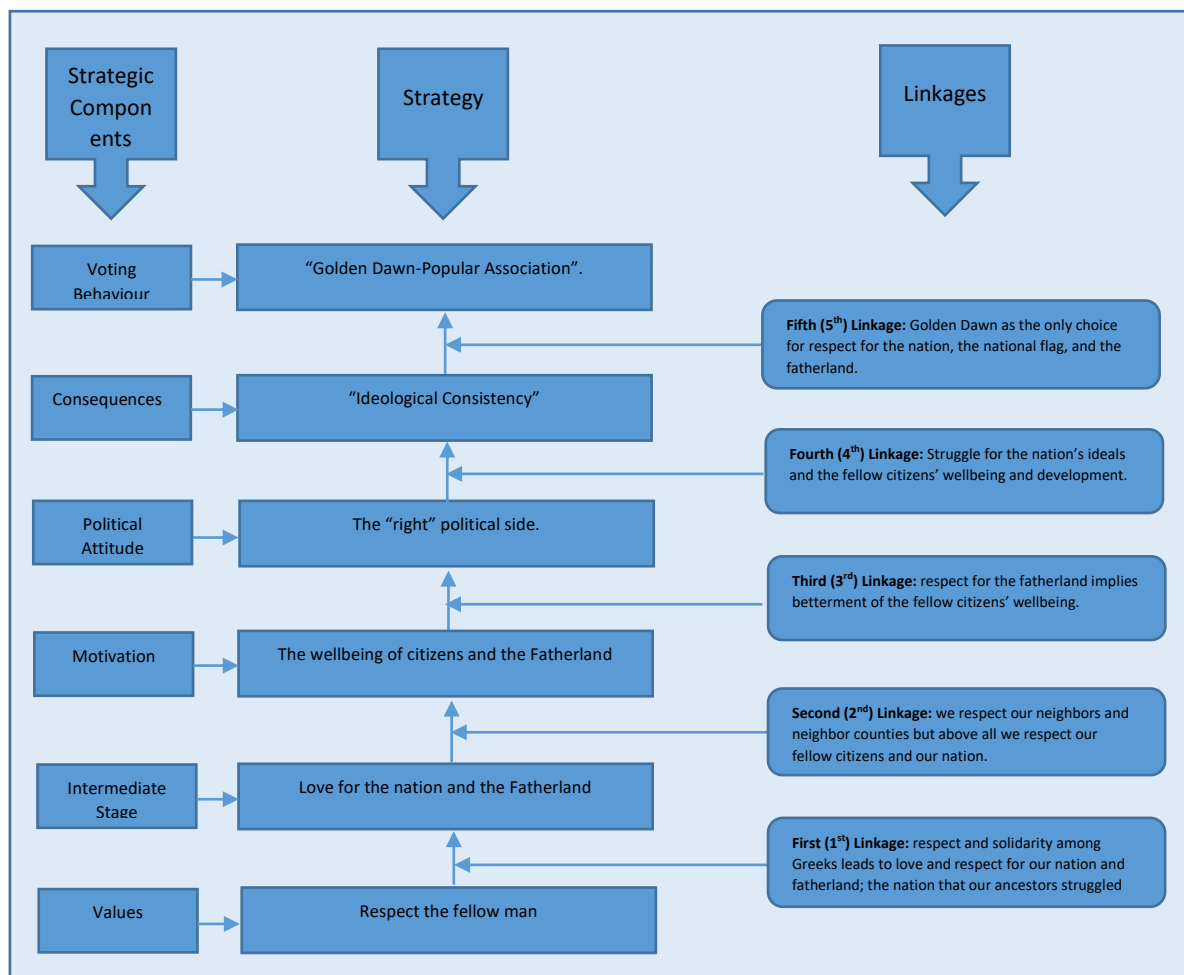 Strategic
Compon
ents
Strategy
Linkages
Voting
Behaviour
“Golden Dawn-Popular Association”.
Fifth (5th) Linkage: Golden Dawn as the only choice
for respect for the nation, the national flag, and the
fatherland.
Consequences
“Ideological Consistency”
Fourth (4th) Linkage: Struggle for the nation’s ideals
and the fellow citizens’ wellbeing and development.
Political
Attitude
The “right” political side.
Third (3rd) Linkage: respect for the fatherland implies
betterment of the fellow citizens’ wellbeing.
Motivation
The wellbeing of citizens and the Fatherland
Second (2nd) Linkage: we respect our neighbors and
neighbor counties but above all we respect our
fellow citizens and our nation.
Intermediate
Stage
Love for the nation and the Fatherland
First (1st) Linkage: respect and solidarity among
Greeks leads to love and respect for our nation and
fatherland; the nation that our ancestors struggled
Values
Respect the fellow man